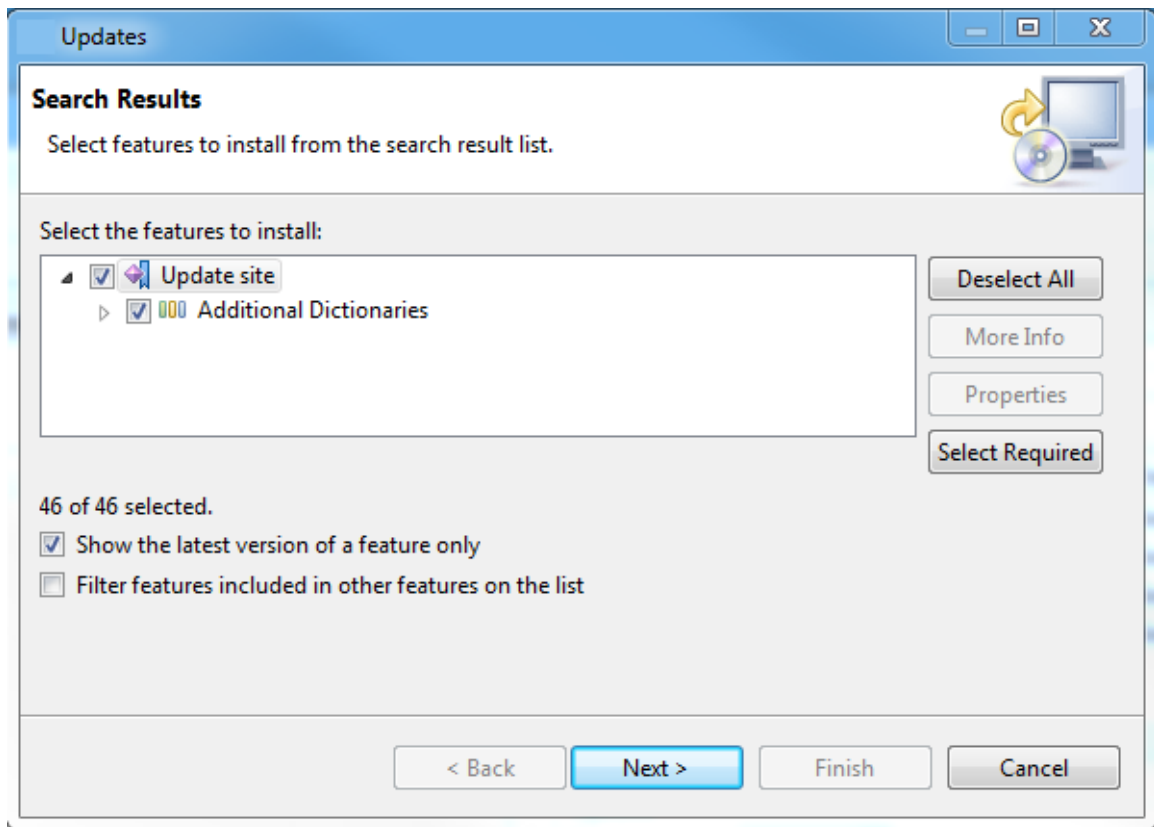 Updates
Search Results
Select features to install from the search result list.
Select the features to install:
Update site
Additional Dictionaries
Deselect All
More Info
Properties
Select Required
46 of 46 selected.
Show the latest version of a feature only
Filter features included in other features on the list
< Back
Next >
Finish
Cancel